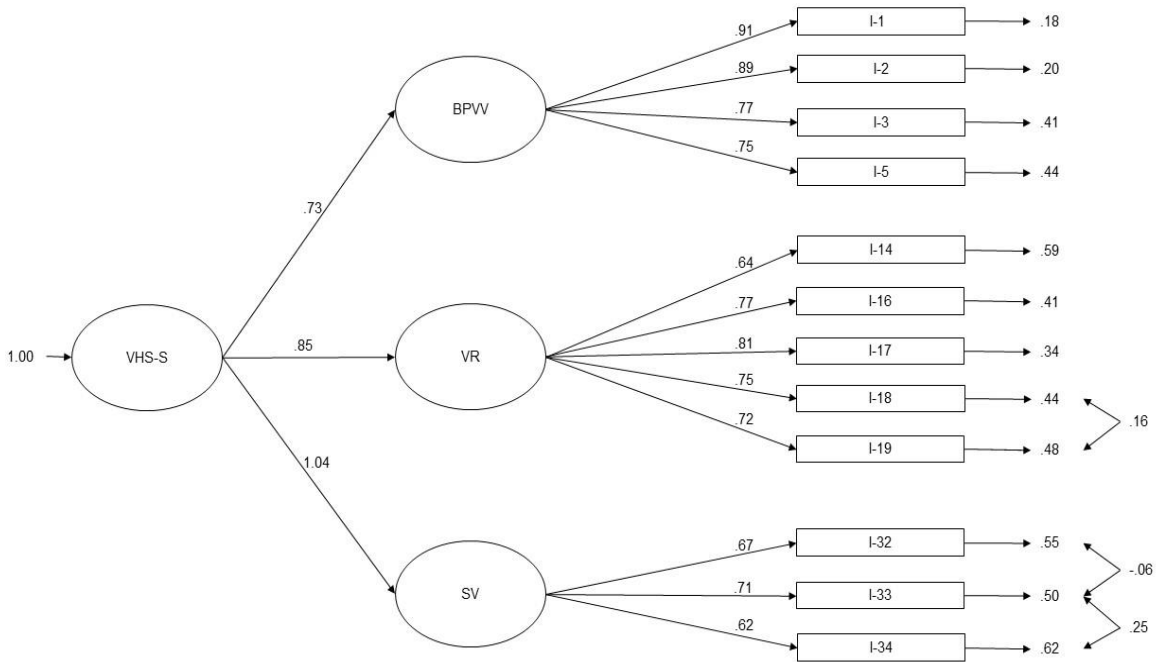 I-1
.18
.91
I-2
.20
.89
BPVV
.77
I-3
.41
.75
I-5
.44
.73
I-14
.59
.64
I-16
.41
.77
1.00
VHS-S
.85
VR
.81
I-17
.34
.75
I-18
.44
.16
.72
I-19
.48
1.04
I-32
.55
.67
-.06
SV
.71
I-33
.50
.25
.62
I-34
.62